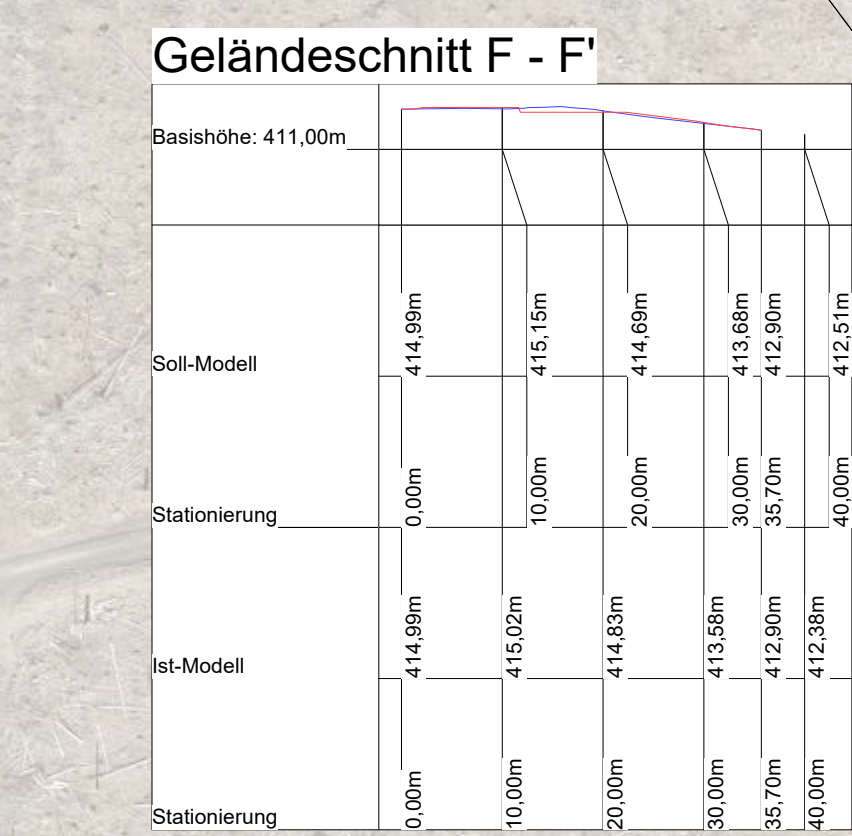 Geländeschnitt F - F'
Basishöhe: 411,00m
Soll-Modell
414,99m
415,15m
414,69m
413,68m
412,90m
412,51m
Stationierung
0,00m
10,00m
20,00m
30,00m
35,70m
40,00m
Ist-Modell
414,99m
415,02m
414,83m
413,58m
412,90m
412,38m
Stationierung
0,00m
10,00m
20,00m
30,00m
35,70m
40,00m